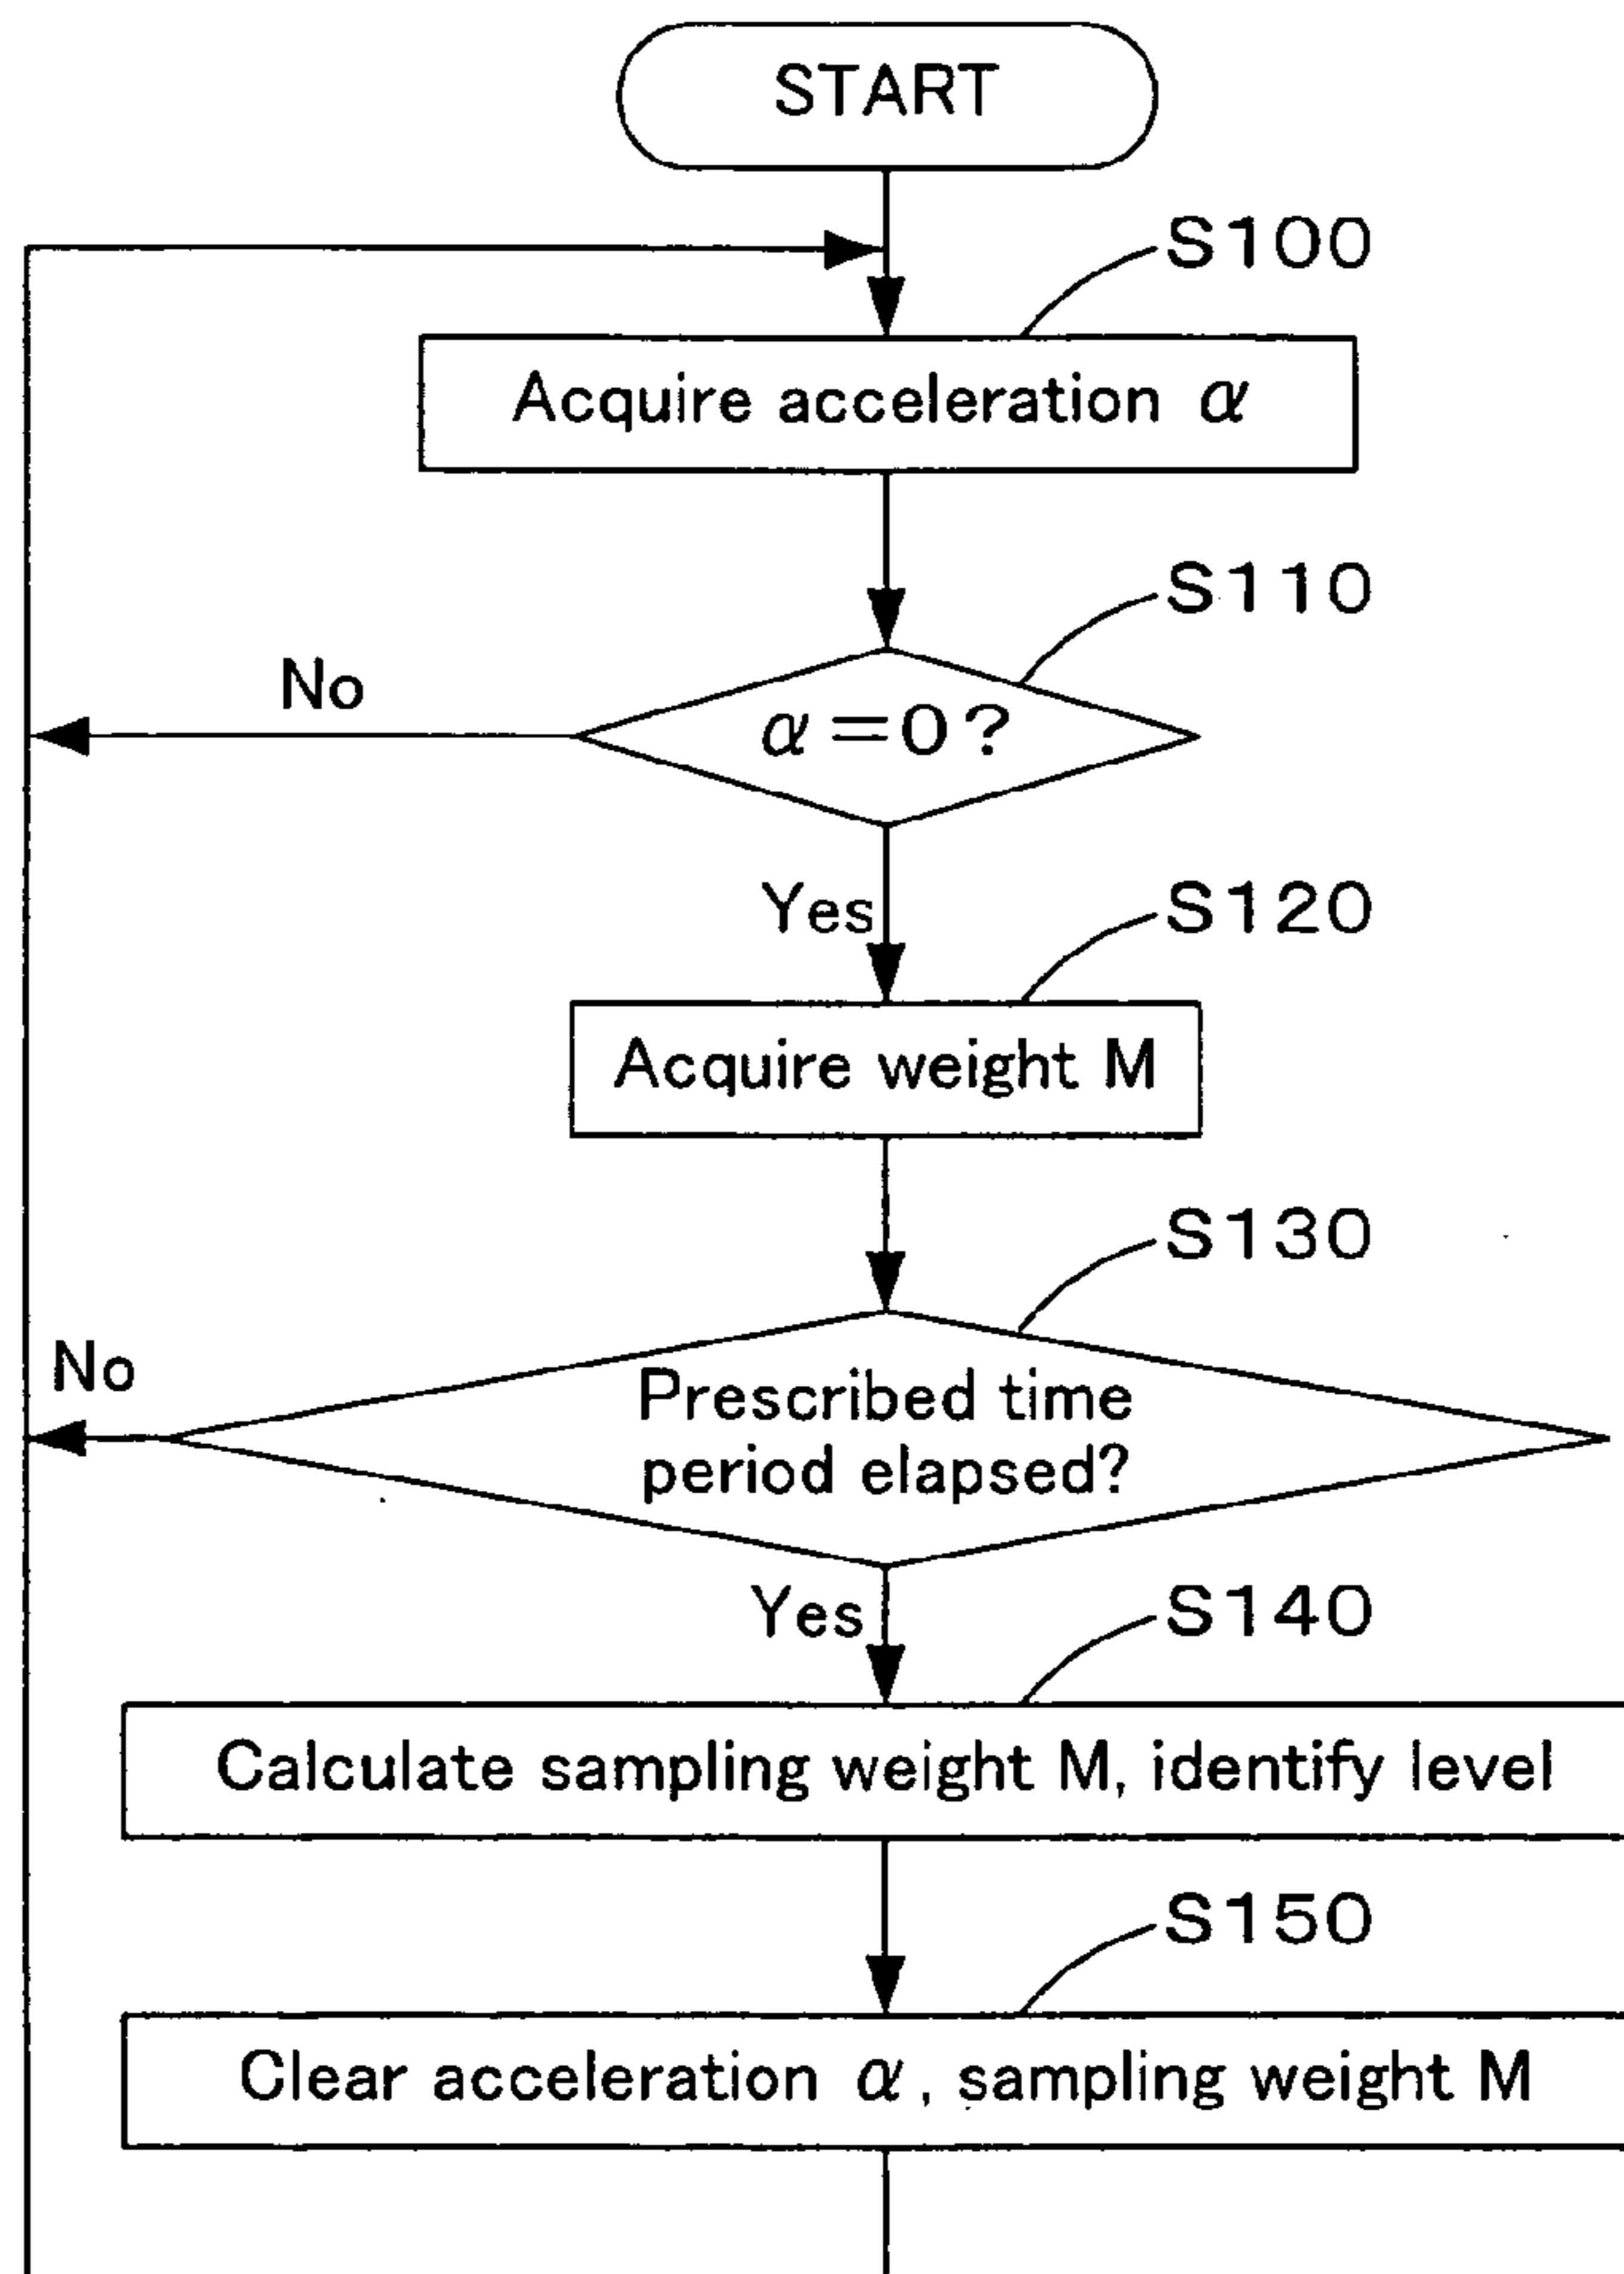 START
S100
Acquire acceleration α
S110
No
α=0?
Yes
S120
Acquire weight M
S130
No
Prescribed time
period elapsed?
Yes
S140
Calculate sampling weight M, identify level
S150
Clear acceleration α, sampling weight M